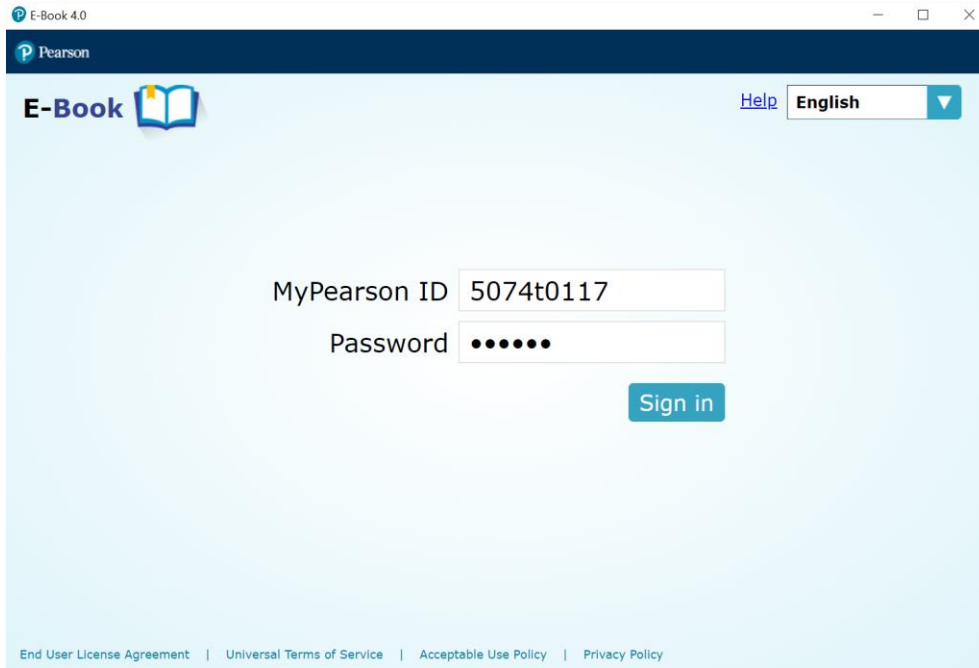 E-Book 4.0
Pearson
E-Book
Help English
MyPearson ID 5074t0117
Password ••••••
Sign in
End User License Agreement | Universal Terms of Service | Acceptable Use Policy | Privacy Policy